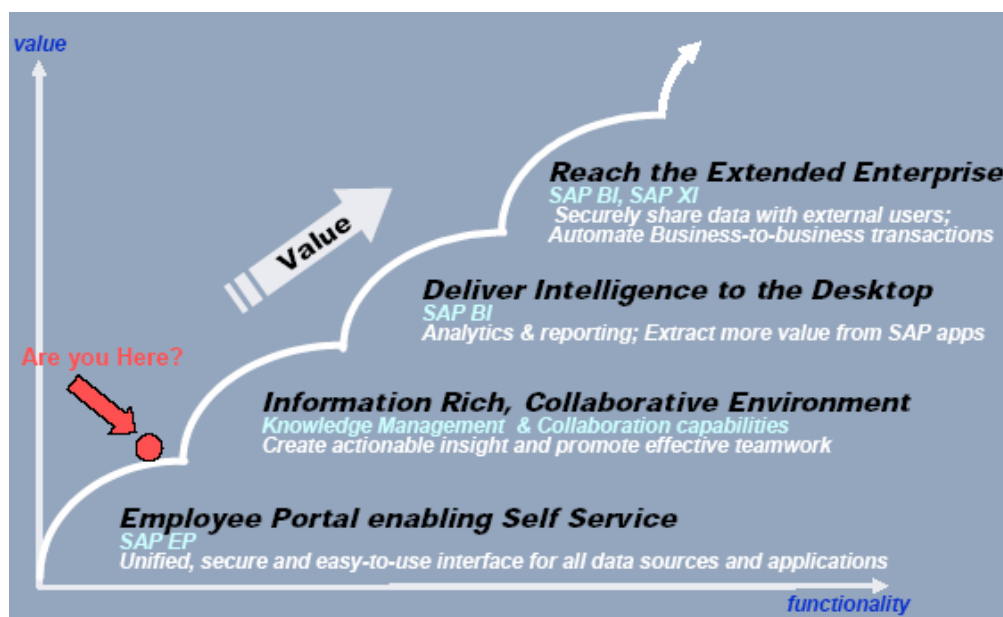 value
Reach the Extended Enterprise
SAP BI, SAP XI
Securely share data with external users;
Automate Business-to-business transactions
Value
Deliver Intelligence to the Desktop
SAP BI
Analytics & reporting; Extract more value from SAP apps
Are you Here?
Information Rich, Collaborative Environment
Knowledge Management & Collaboration capabilities
Create actionable insight and promote effective teamwork
Employee Portal enabling Self Service
SAP EP
Unified, secure and easy-to-use interface for all data sources and applications
functionality